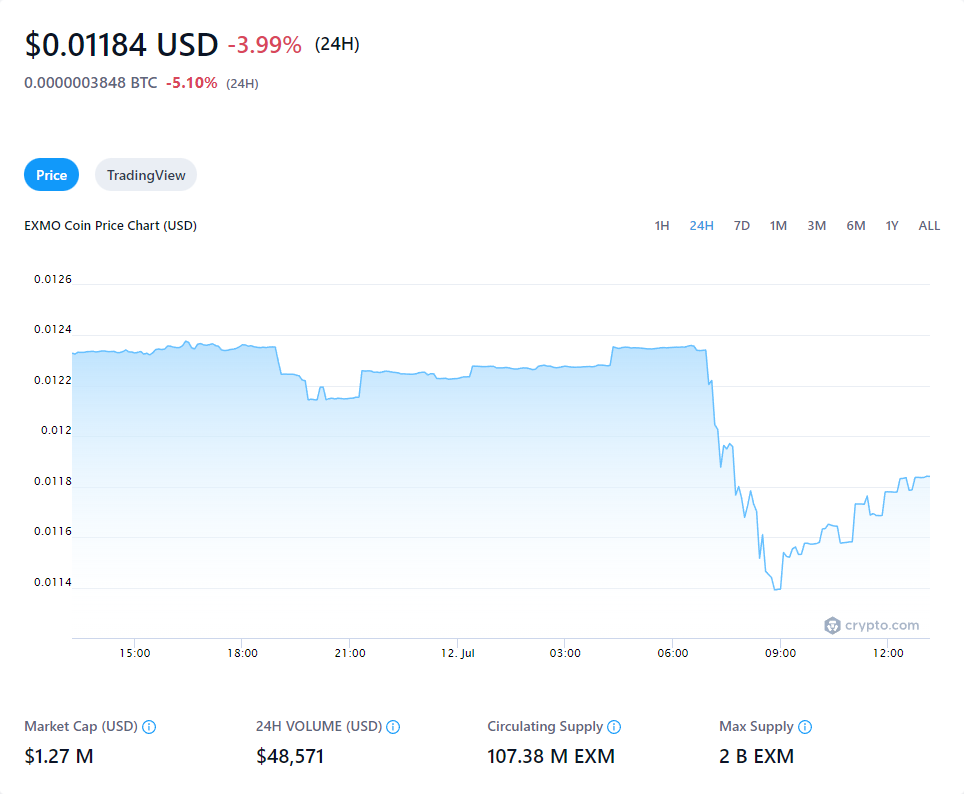 $0.01184 USD -3.99% (24H)
0.0000003848 BTC -5.10% (24H)
Price TradingView
EXMO Coin Price Chart (USD) 1H 24H 7D 1M 3M 6M 1Y ALL
0.0126
0.0124
0.0122
0.012
0.0118
0.0116
0.0114
crypto.com
15:00 18:00 21:00 12. Jul 03:00 06:00 09:00 12:00
Market Cap (USD) 24H VOLUME (USD) Circulating Supply Max Supply
$1.27 M $48,571 107.38 M EXM 2 B EXM